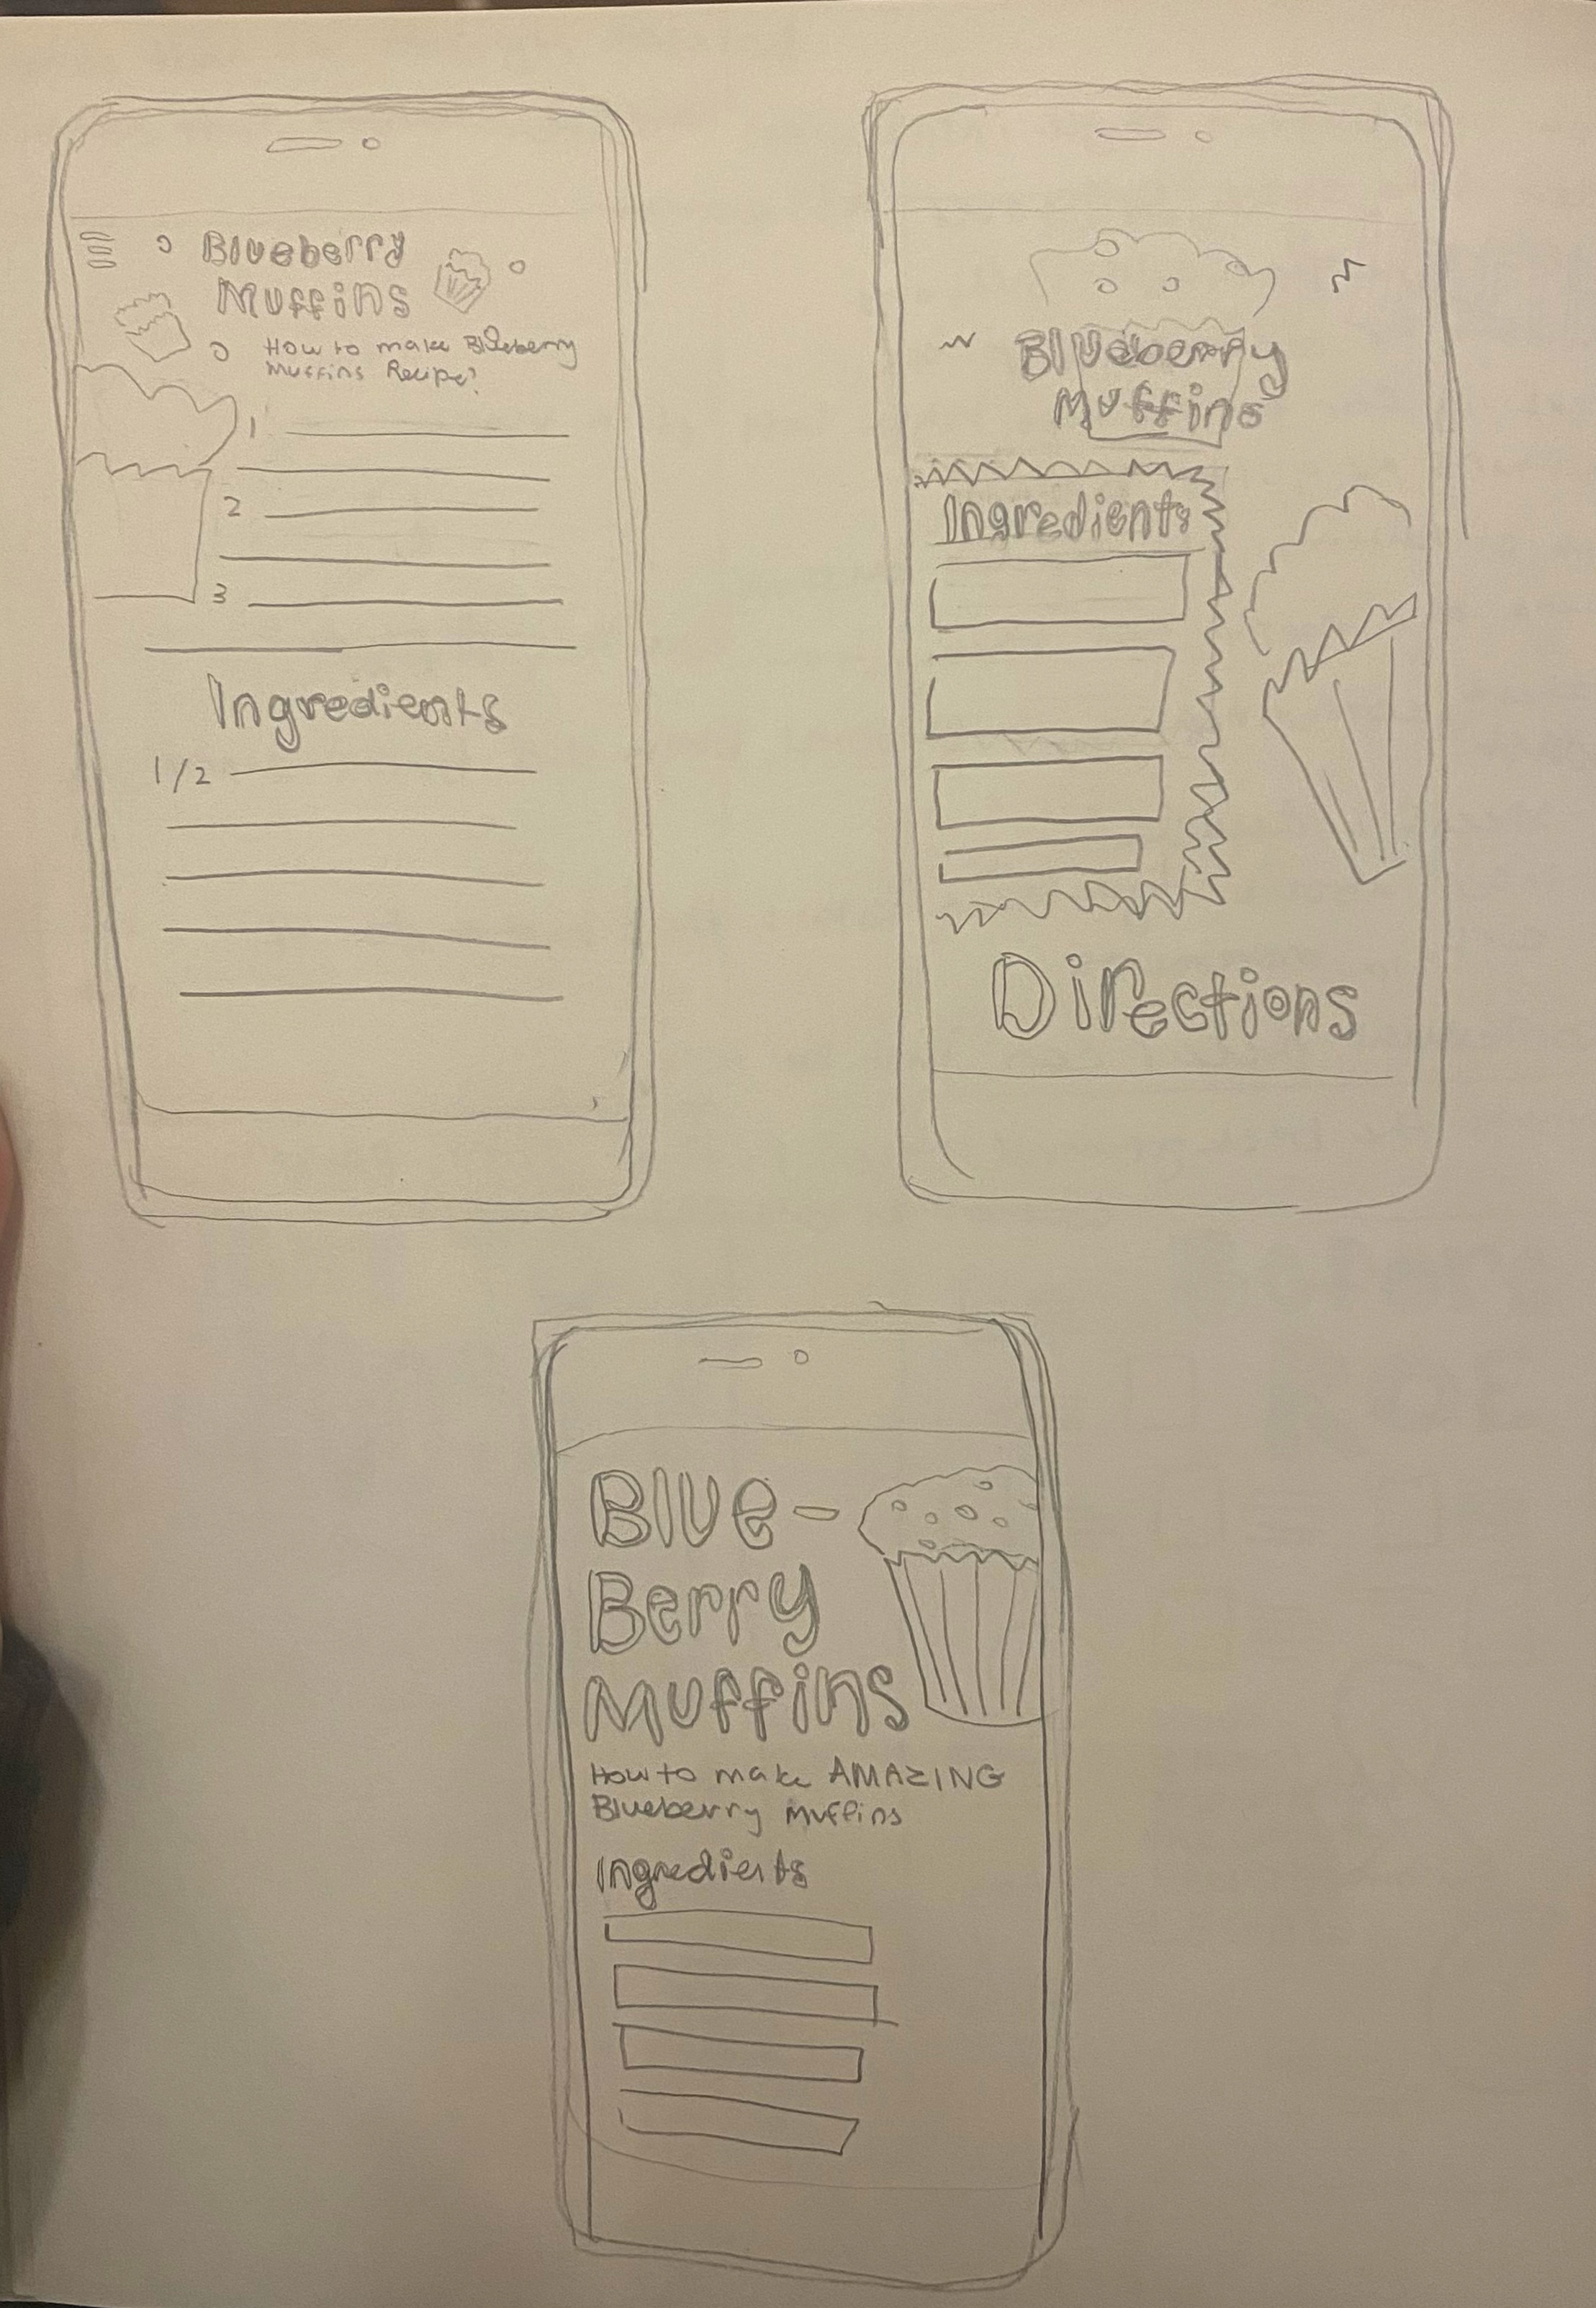 Blueberry
Muffins
How to make Blueberry
Muffins Recipe?
1
2
3
Ingredients
1/2
Blueberry
Muffins
Ingredients
Directions
Blue-
Berry
Muffins
How to make AMAZING
Blueberry Muffins
Ingredients